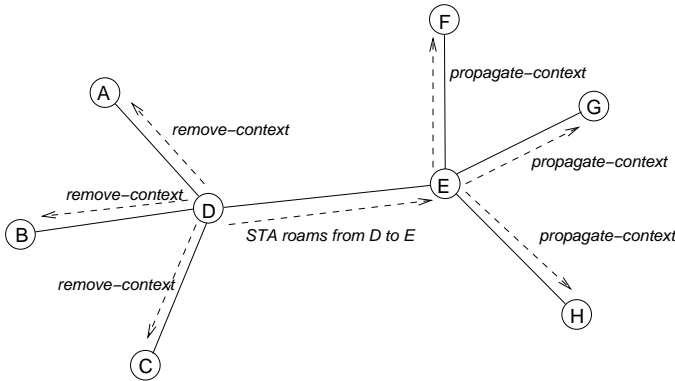 F
propagate−context
A
G
remove−context
propagate−context
E
remove−context
D
B
STA roams from D to E
propagate−context
remove−context
H
C